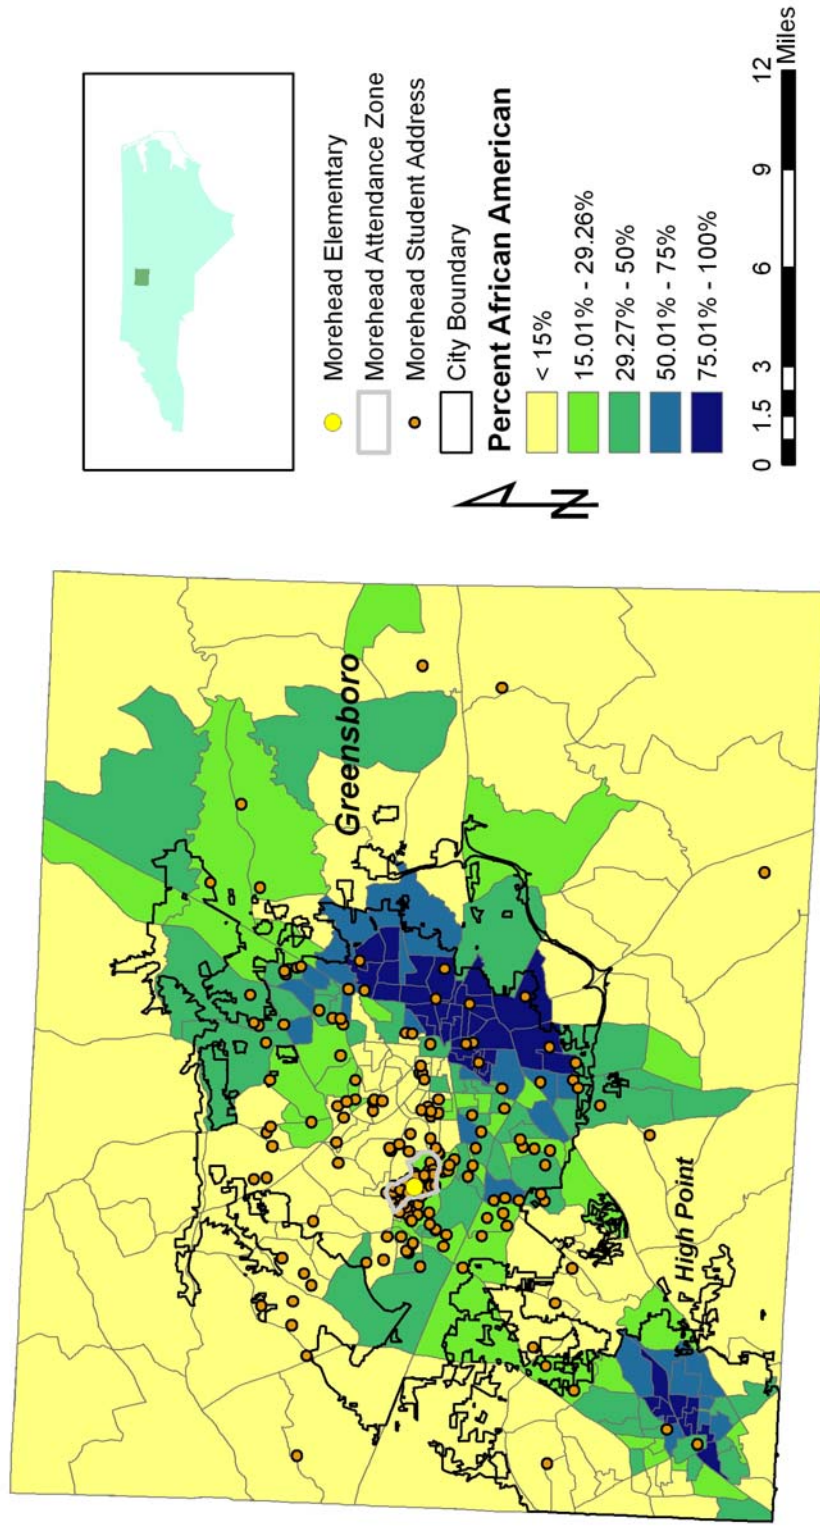 Greensboro
High Point
Morehead Elementary
Morehead Attendance Zone
Morehead Student Address
City Boundary
Percent African American
< 15%
15.01% - 29.26%
29.27% - 50%
50.01% - 75%
75.01% - 100%
N
0 1.5 3 6 9 12
Miles